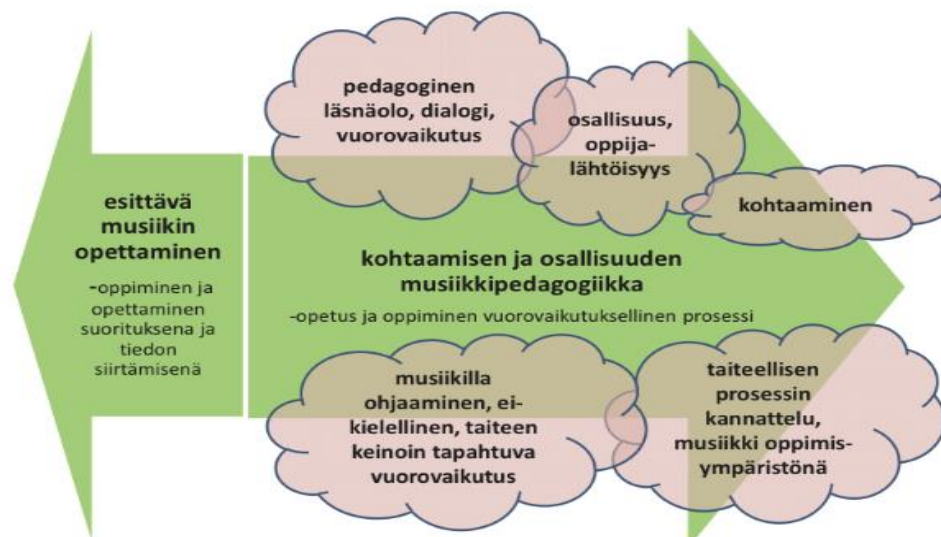 pedagoginen
läsnäolo, dialogi,
vuorovaikutus
osallisuus,
oppija-
lähtöisyys
kohtaaminen
esittävä
musiikin
opettaminen
-oppiminen ja
opettaminen
suorituksena ja
tiedon
siirtämisenä
kohtaamisen ja osallisuuden
musiikkipedagogiikka
-opetus ja oppiminen vuorovaikutuksellinen prosessi
musiikilla
ohjaaminen, ei-
kielellinen, taiteen
keinoin tapahtuva
vuorovaikutus
taiteellisen
prosessin
kannattelu,
musiikki oppimis-
ympäristönä